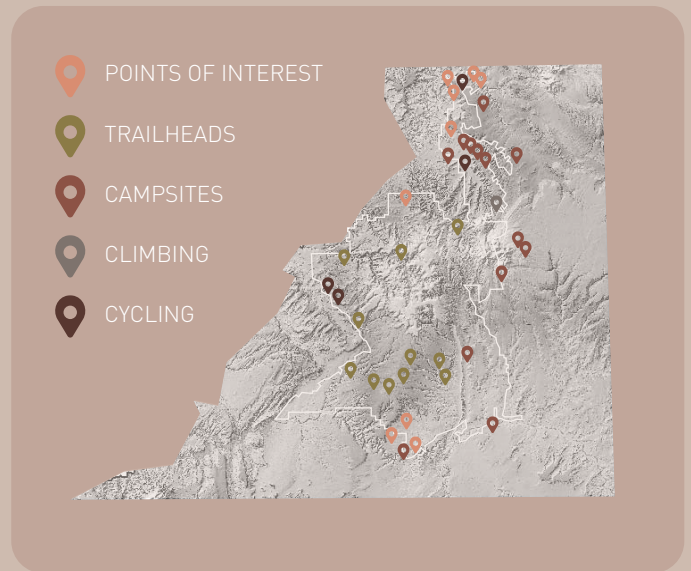 POINTS OF INTEREST
TRAILHEADS
CAMPSITES
CLIMBING
CYCLING